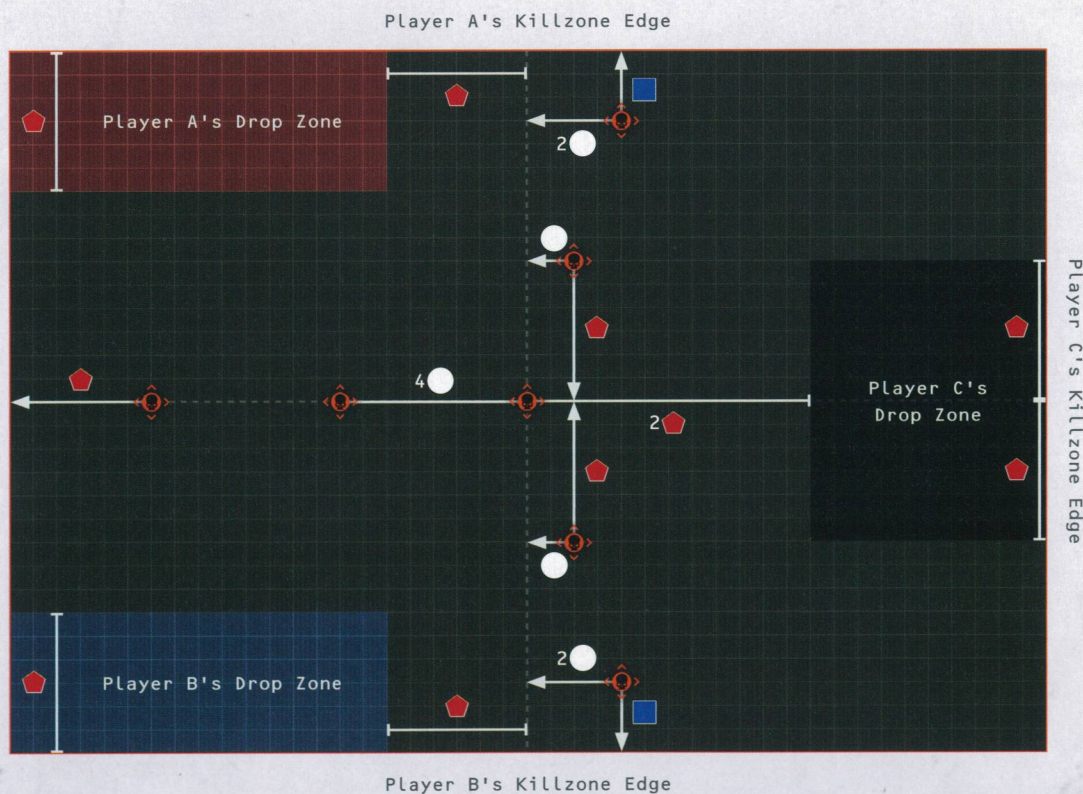 Player A's Killzone Edge
Player A's Drop Zone
2
4
Player C's
Drop Zone
2
Player C's Killzone Edge
2
Player B's Drop Zone
Player B's Killzone Edge